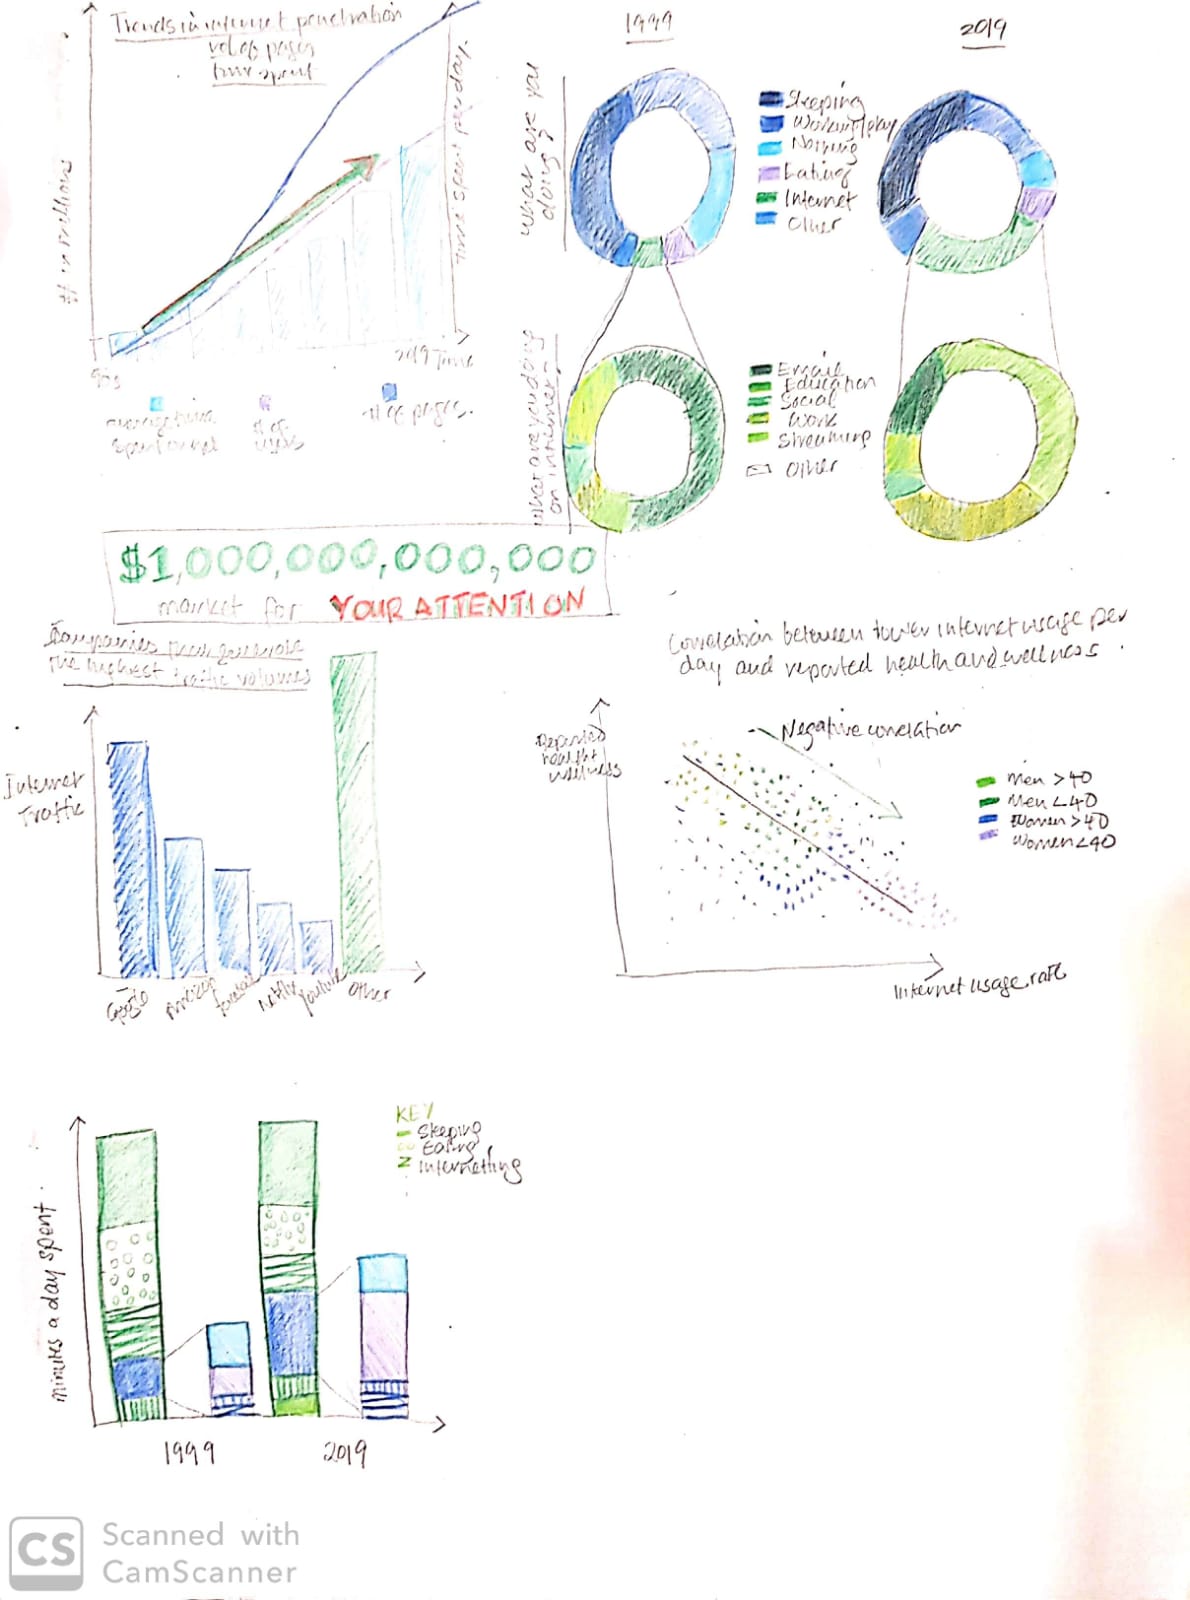 Trends in internet penetration
vol of pages
time spent
# in millions
time spent per day
90s
2019 Time
average time
spent on net
# of
users
# of pages
1999
2019
what are you
doing?
Sleeping
Working/play
Nothing
Eating
Internet
Other
what are you doing
on internet?
Email
Education
Social
Work
Streaming
Other
$1,000,000,000,000
market for YOUR ATTENTION
Companies that generate
the highest traffic volumes
Internet
Traffic
Google
Amazon
facebook
netflix
youtube
other
Correlation between lower internet usage per
day and reported health and wellness.
Reported
health
wellness
Negative correlation
Men >40
Men <40
Women >40
Women <40
Internet usage rate
KEY
Sleeping
Eating
Internetting
minutes a day spent
1999
2019
CS
Scanned with
CamScanner